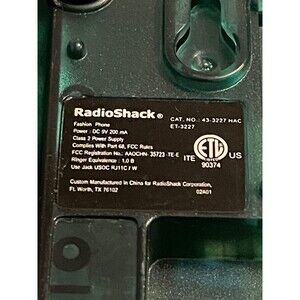 RadioShack®
CAT. NO.: 43-3227 HAC
ET-3227
Fashion: Phone
Power: DC 9V 200 mA
Class 2 Power Supply
Complies With Part 68, FCC Rules
FCC Registration No.: AAOCHN- 35723 -TE-E
Ringer Equivalence: 1.0 B
Use Jack USOC RJ11C / W
ITE ETL US
90374
Custom Manufactured in China for RadioShack Corporation,
Ft. Worth, TX 76102
02A01